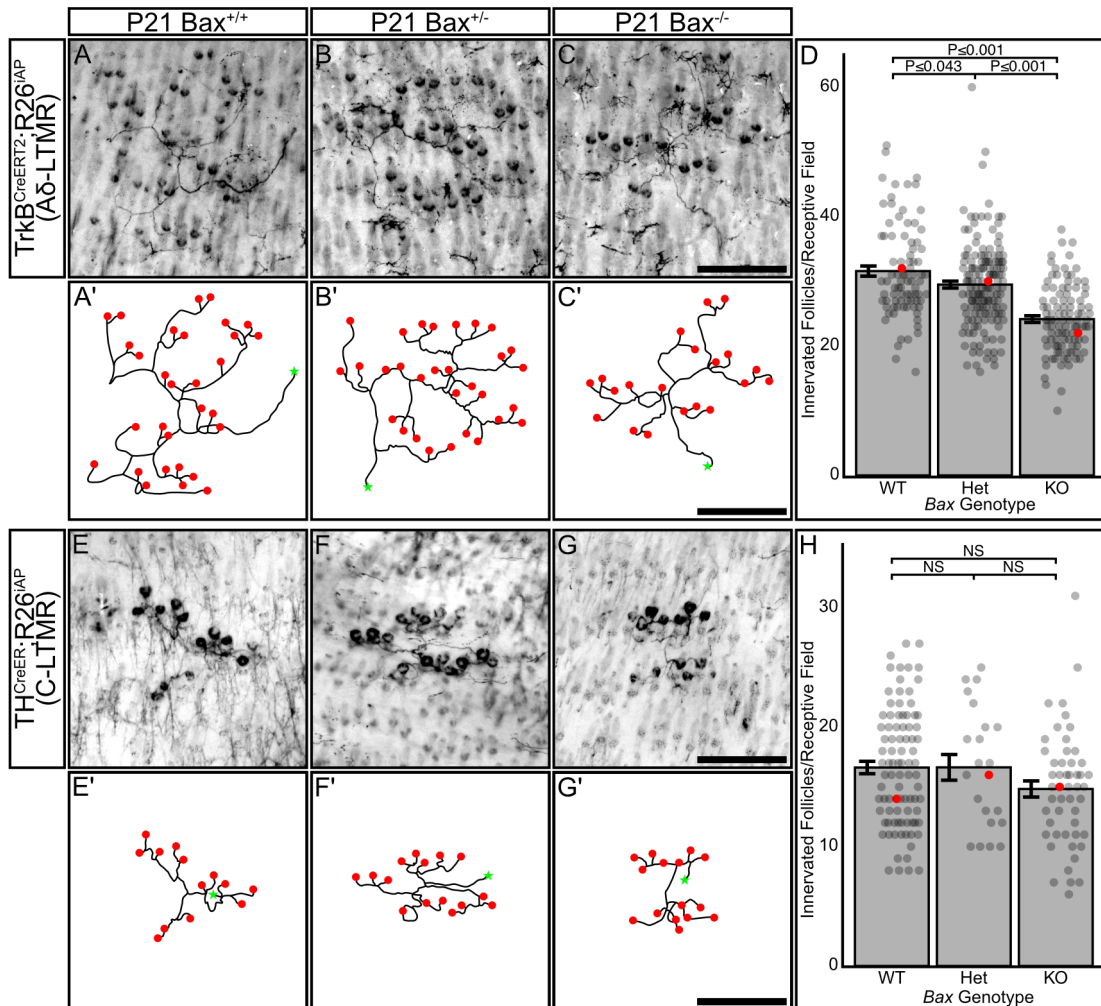 P21 Bax+/+
P21 Bax+/-
P21 Bax-/-
TrkBCreERT2;R26iAP
(Aδ-LTMR)
A
B
C
D
P≤0.001
P≤0.043
P≤0.001
60
40
20
0
Innervated Follicles/Receptive Field
WT
Het
KO
Bax Genotype
A'
B'
C'
THCreER;R26iAP
(C-LTMR)
E
F
G
H
NS
NS
NS
30
20
10
0
Innervated Follicles/Receptive Field
WT
Het
KO
Bax Genotype
E'
F'
G'